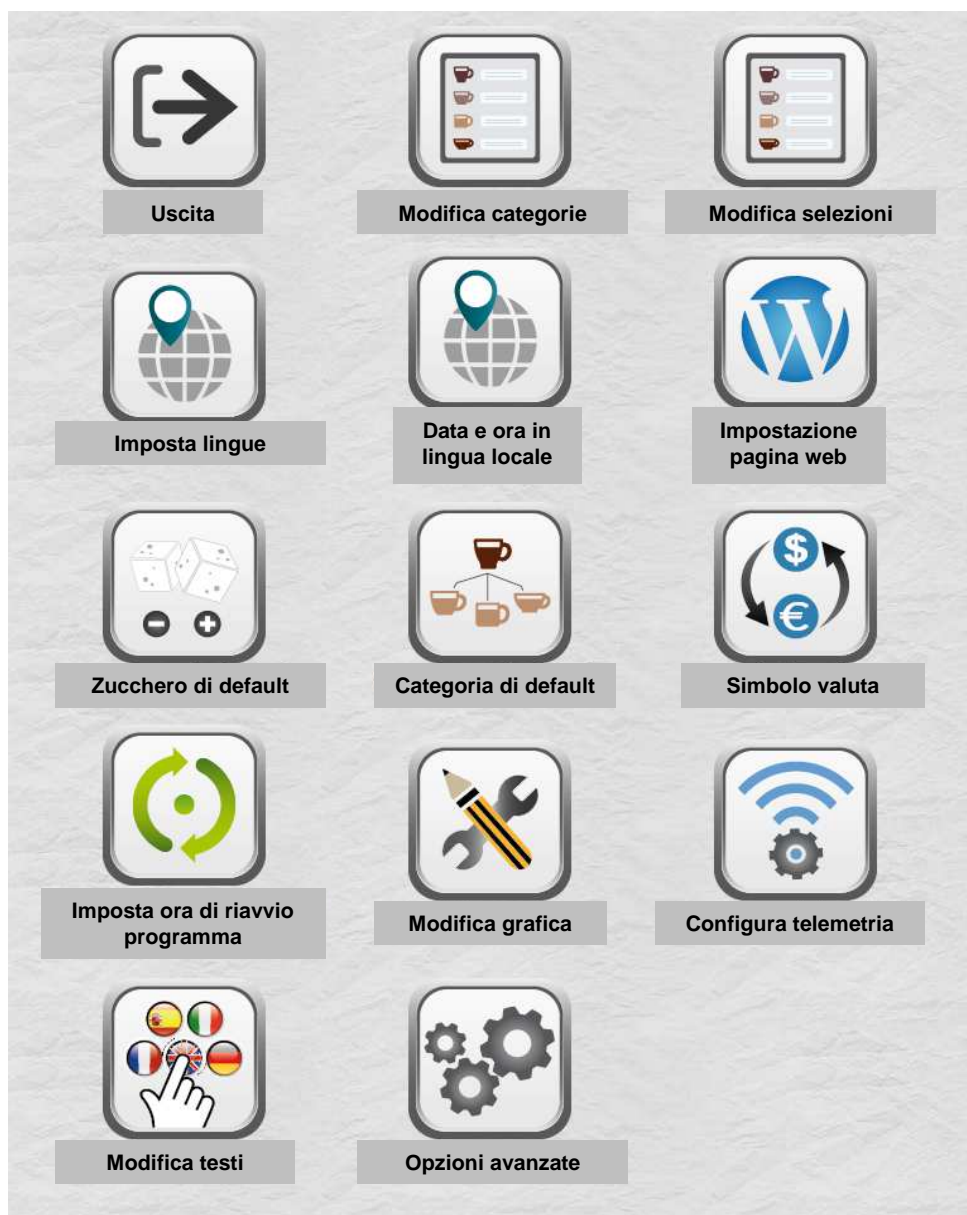 Uscita
Modifica categorie
Modifica selezioni
Imposta lingue
Data e ora in
lingua locale
Impostazione
pagina web
Zucchero di default
Categoria di default
Simbolo valuta
Imposta ora di riavvio
programma
Modifica grafica
Configura telemetria
Modifica testi
Opzioni avanzate